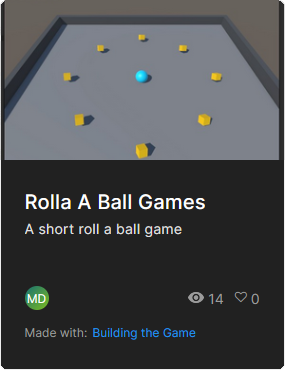 Rolla A Ball Games
A short roll a ball game
MD
14
0
Made with: Building the Game